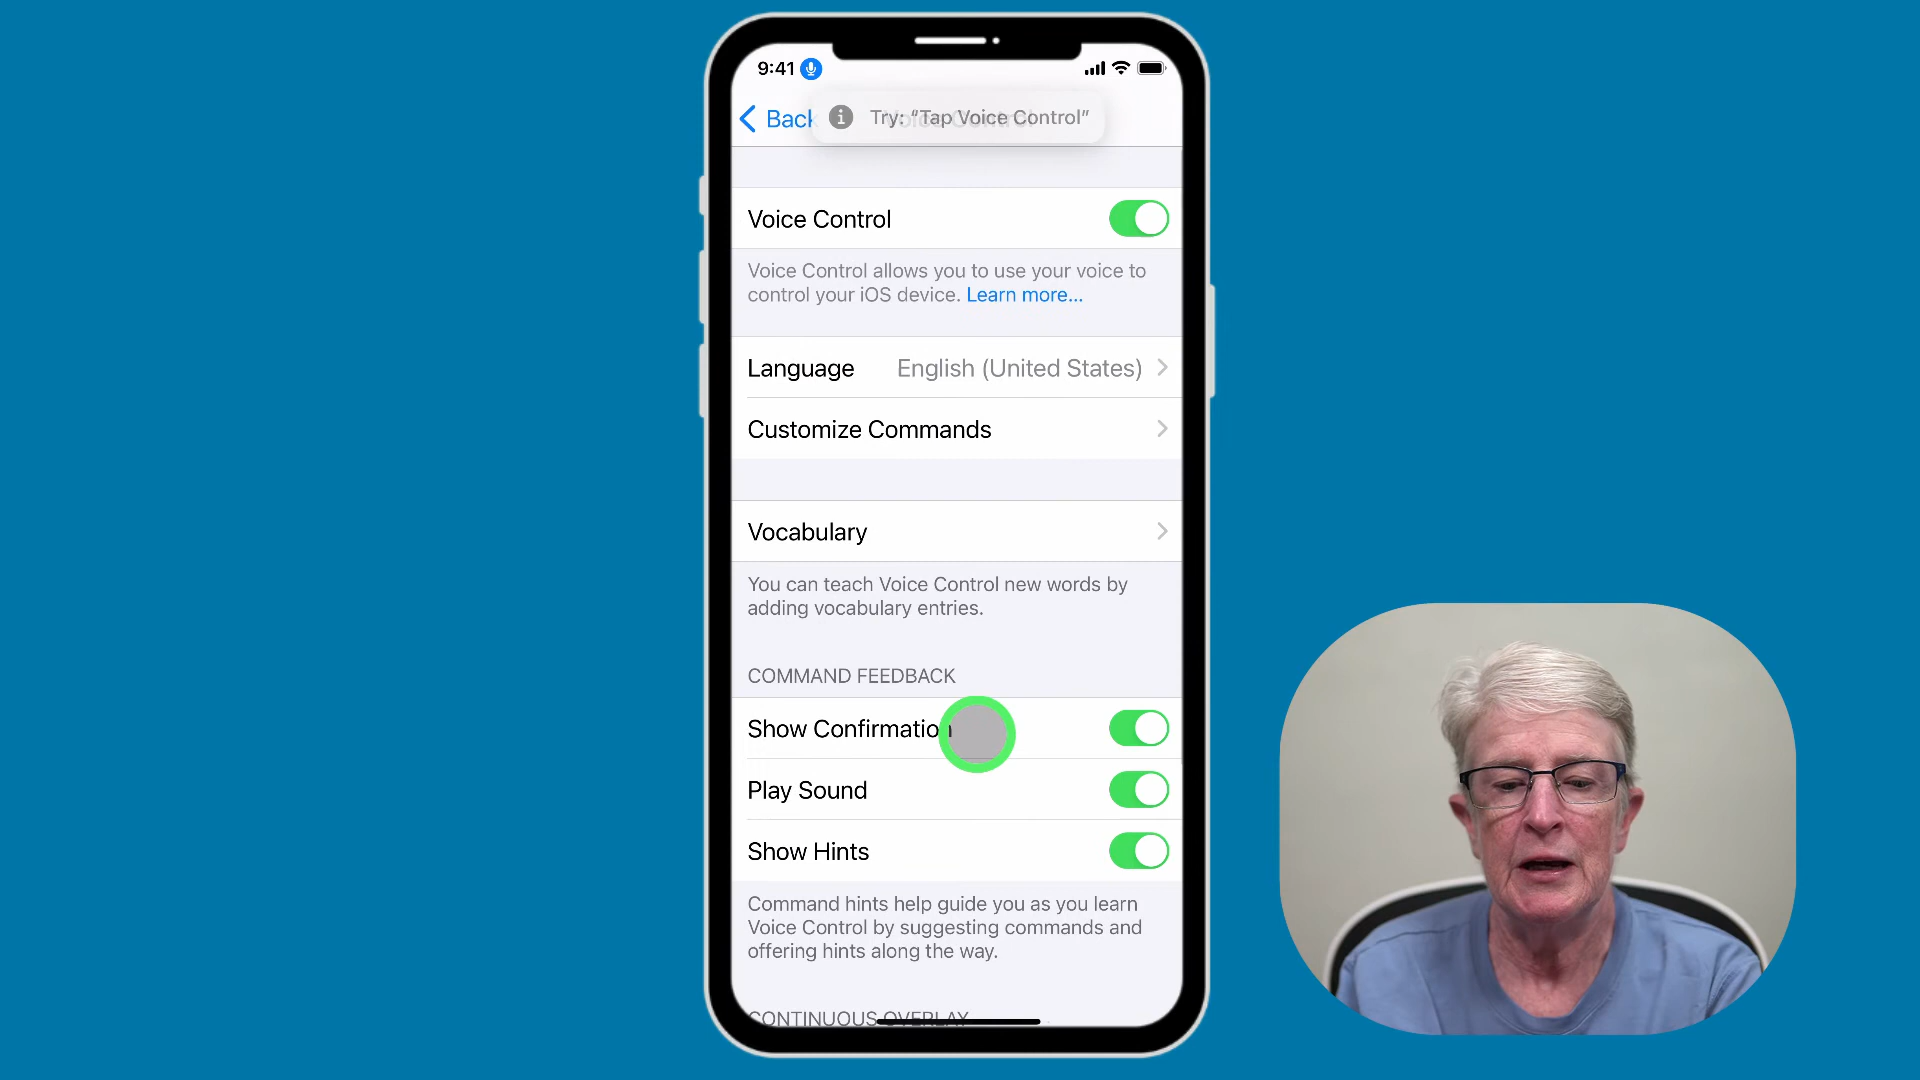 9:41
Back
Try: “Tap Voice Control”
Voice Control
Voice Control allows you to use your voice to
control your iOS device. Learn more...
Language English (United States)
Customize Commands
Vocabulary
You can teach Voice Control new words by
adding vocabulary entries.
COMMAND FEEDBACK
Show Confirmation
Play Sound
Show Hints
Command hints help guide you as you learn
Voice Control by suggesting commands and
offering hints along the way.
CONTINUOUS OVERLAY